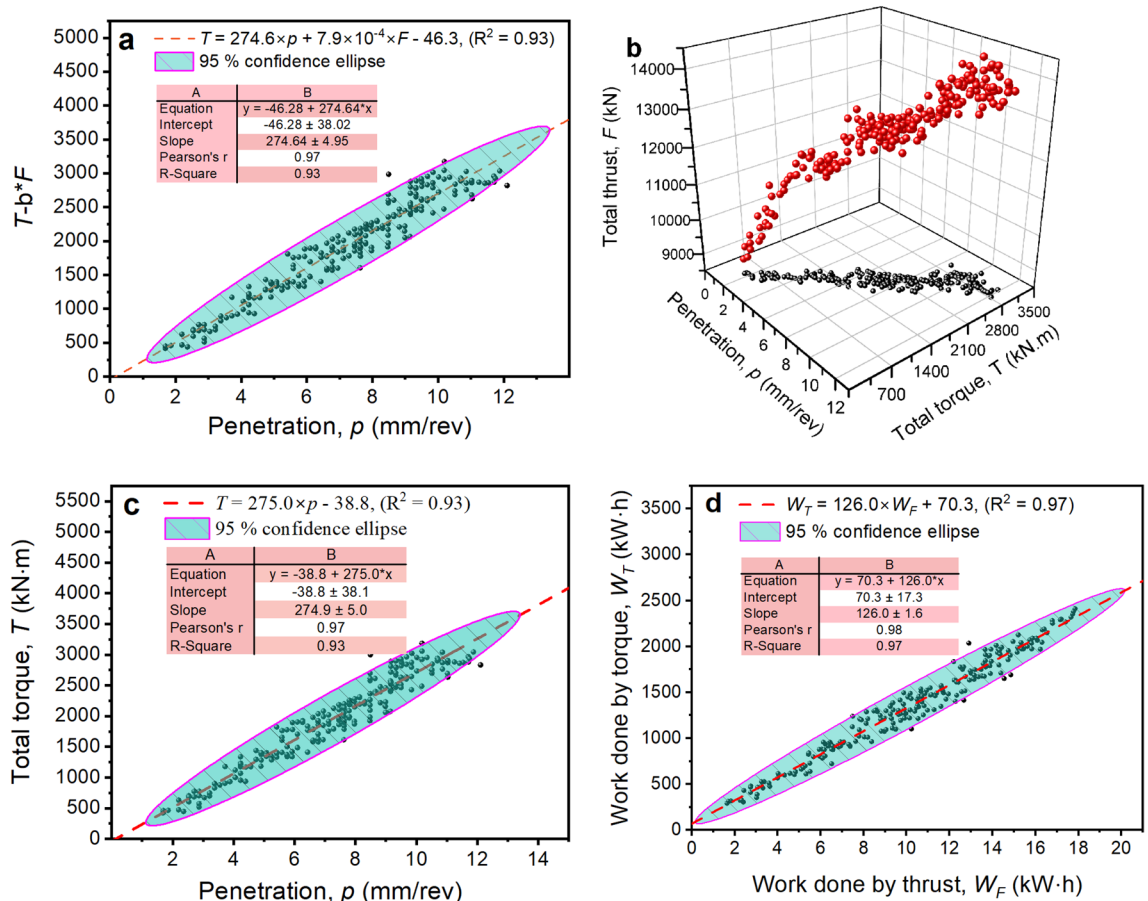 a
T = 274.6×p + 7.9×10⁻⁴×F - 46.3, (R² = 0.93)
95 % confidence ellipse
A B
Equation y = -46.28 + 274.64*x
Intercept -46.28 ± 38.02
Slope 274.64 ± 4.95
Pearson's r 0.97
R-Square 0.93
5000
4500
4000
3500
3000
2500
2000
1500
1000
500
0
T-b*F
2 4 6 8 10 12
Penetration, p (mm/rev)
b
14000
13000
12000
11000
10000
9000
Total thrust, F (kN)
0 2 4 6 8 10 12
Penetration, p (mm/rev)
700 1400 2100 2800 3500
Total torque, T (kN.m)
c
T = 275.0×p - 38.8, (R² = 0.93)
95 % confidence ellipse
A B
Equation y = -38.8 + 275.0*x
Intercept -38.8 ± 38.1
Slope 274.9 ± 5.0
Pearson's r 0.97
R-Square 0.93
5500
5000
4500
4000
3500
3000
2500
2000
1500
1000
500
0
Total torque, T (kN·m)
2 4 6 8 10 12 14
Penetration, p (mm/rev)
d
W_T = 126.0×W_F + 70.3, (R² = 0.97)
95 % confidence ellipse
A B
Equation y = 70.3 + 126.0*x
Intercept 70.3 ± 17.3
Slope 126.0 ± 1.6
Pearson's r 0.98
R-Square 0.97
3500
3000
2500
2000
1500
1000
500
0
Work done by torque, W_T (kW·h)
0 2 4 6 8 10 12 14 16 18 20
Work done by thrust, W_F (kW·h)